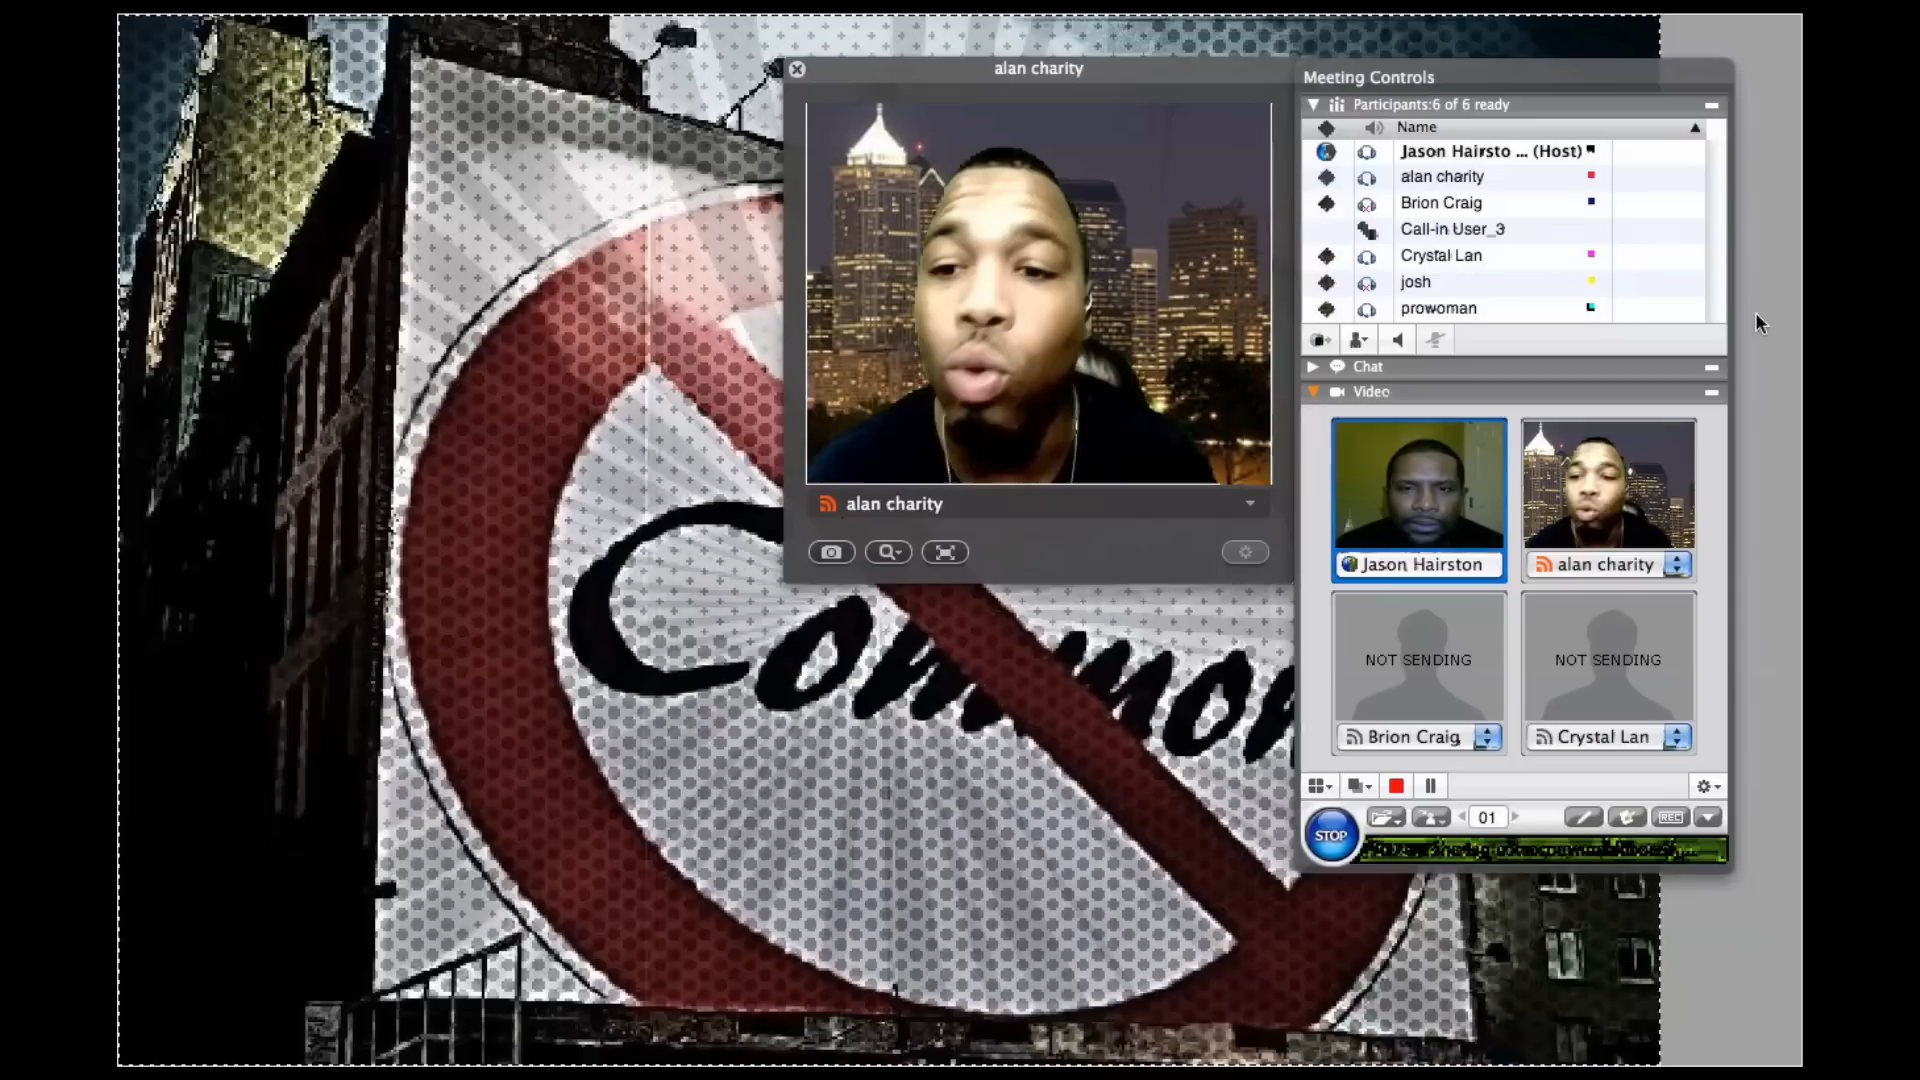 alan charity
alan charity
Meeting Controls
Participants:6 of 6 ready
Name
Jason Hairsto ... (Host)
alan charity
Brion Craig
Call-in User_3
Crystal Lan
josh
prowoman
Chat
Video
Jason Hairston
alan charity
NOT SENDING
NOT SENDING
Brion Craig
Crystal Lan
01
REC
STOP
Common